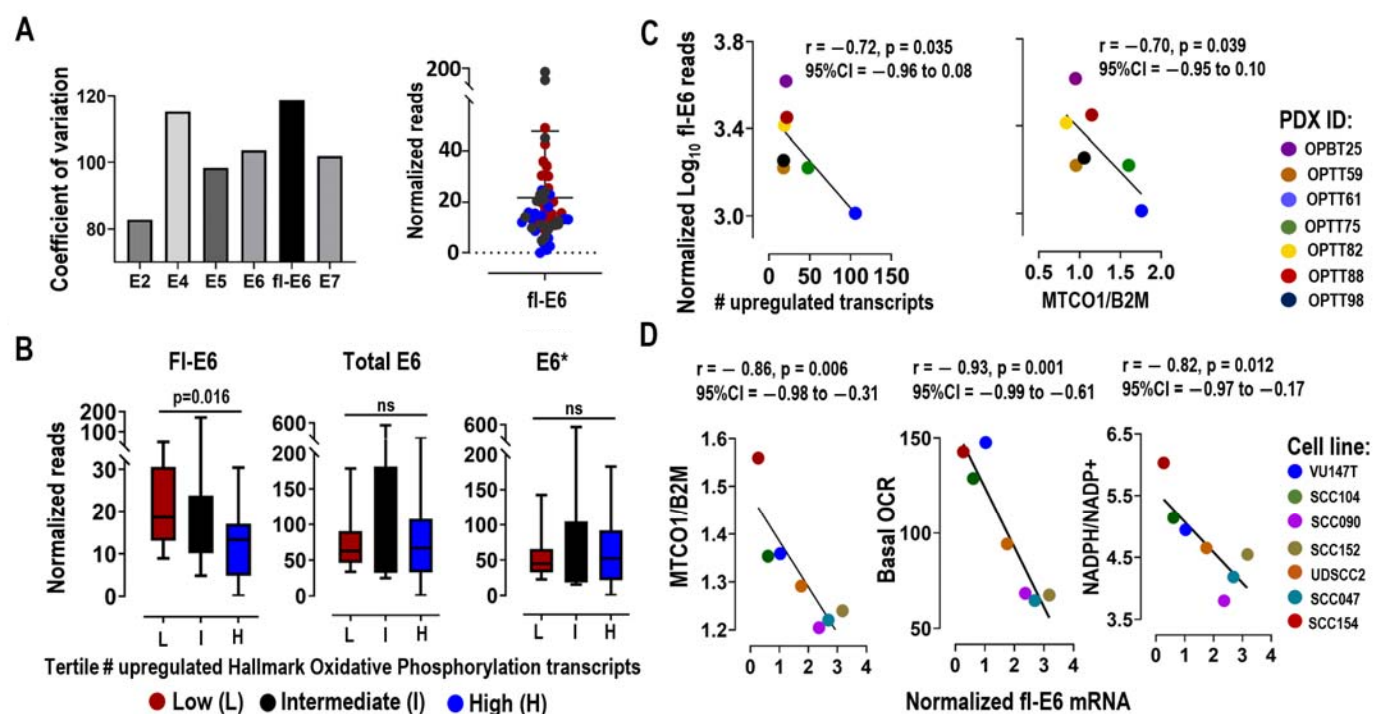 A
Coefficient of variation
120
100
80
E2 E4 E5 E6 fl-E6 E7
Normalized reads
200
100
60
40
20
0
fl-E6
B
Fl-E6
Total E6
E6*
p=0.016
ns
ns
Normalized reads
200
100
30
20
10
0
600
200
150
100
50
0
600
200
150
100
50
0
L I H
L I H
L I H
Tertile # upregulated Hallmark Oxidative Phosphorylation transcripts
Low (L) Intermediate (I) High (H)
C
r = −0.72, p = 0.035
95%CI = −0.96 to 0.08
r = −0.70, p = 0.039
95%CI = −0.95 to 0.10
Normalized Log10 fl-E6 reads
3.8
3.4
3.0
0 50 100 150
# upregulated transcripts
0.5 1.0 1.5 2.0
MTCO1/B2M
PDX ID:
OPBT25
OPTT59
OPTT61
OPTT75
OPTT82
OPTT88
OPTT98
D
r = − 0.86, p = 0.006
95%CI = −0.98 to −0.31
r = − 0.93, p = 0.001
95%CI = −0.99 to −0.61
r = − 0.82, p = 0.012
95%CI = −0.97 to −0.17
MTCO1/B2M
1.6
1.5
1.4
1.3
1.2
0 1 2 3 4
Basal OCR
150
100
50
0 1 2 3 4
NADPH/NADP+
6.5
5.5
4.5
3.5
0 1 2 3 4
Normalized fl-E6 mRNA
Cell line:
VU147T
SCC104
SCC090
SCC152
UDSCC2
SCC047
SCC154